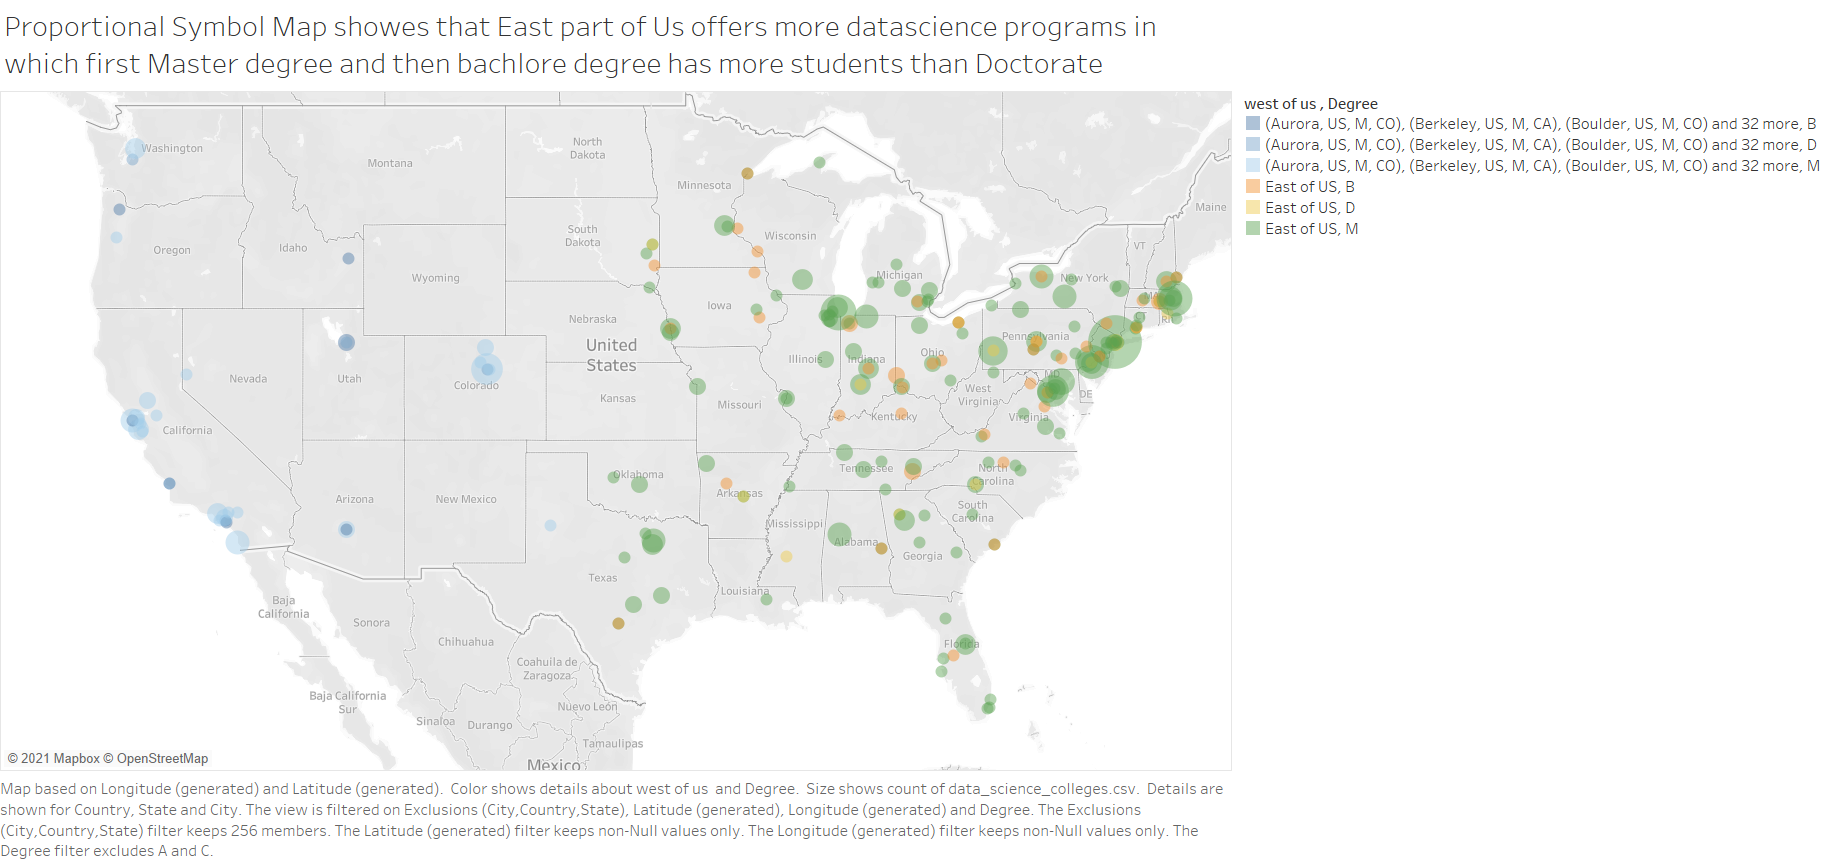 Proportional Symbol Map showes that East part of Us offers more datascience programs in
which first Master degree and then bachlore degree has more students than Doctorate
west of us , Degree
(Aurora, US, M, CO), (Berkeley, US, M, CA), (Boulder, US, M, CO) and 32 more, B
(Aurora, US, M, CO), (Berkeley, US, M, CA), (Boulder, US, M, CO) and 32 more, D
(Aurora, US, M, CO), (Berkeley, US, M, CA), (Boulder, US, M, CO) and 32 more, M
East of US, B
East of US, D
East of US, M
Washington
Montana
North
Dakota
Minnesota
Maine
Oregon
Idaho
South
Dakota
Wisconsin
VT
Wyoming
Michigan
New York
MA
Iowa
CT
RI
Nebraska
United
States
Pennsylvania
Nevada
Utah
Colorado
Illinois
Indiana
Ohio
MD
DE
Kansas
Missouri
West
Virginia
Virginia
California
Kentucky
Arizona
New Mexico
Oklahoma
Arkansas
Tennessee
North
Carolina
South
Carolina
Mississippi
Alabama
Georgia
Texas
Louisiana
Florida
Baja
California
Sonora
Chihuahua
Coahuila de
Zaragoza
Baja California
Sur
Sinaloa
Durango
Nuevo León
Tamaulipas
Mexico
© 2021 Mapbox © OpenStreetMap
Map based on Longitude (generated) and Latitude (generated).  Color shows details about west of us  and Degree.  Size shows count of data_science_colleges.csv.  Details are
shown for Country, State and City. The view is filtered on Exclusions (City,Country,State), Latitude (generated), Longitude (generated) and Degree. The Exclusions
(City,Country,State) filter keeps 256 members. The Latitude (generated) filter keeps non-Null values only. The Longitude (generated) filter keeps non-Null values only. The
Degree filter excludes A and C.